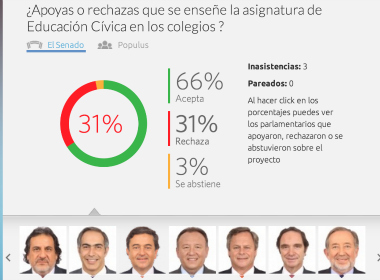 ¿Apoyas o rechazas que se enseñe la asignatura de
Educación Cívica en los colegios ?
El Senado
Populus
31%
66%
Acepta
31%
Rechaza
3%
Se abstiene
Inasistencias: 3
Pareados: 0
Al hacer click en los
porcentajes puedes ver
los parlamentarios que
apoyaron, rechazaron o se
abstuvieron sobre el
proyecto